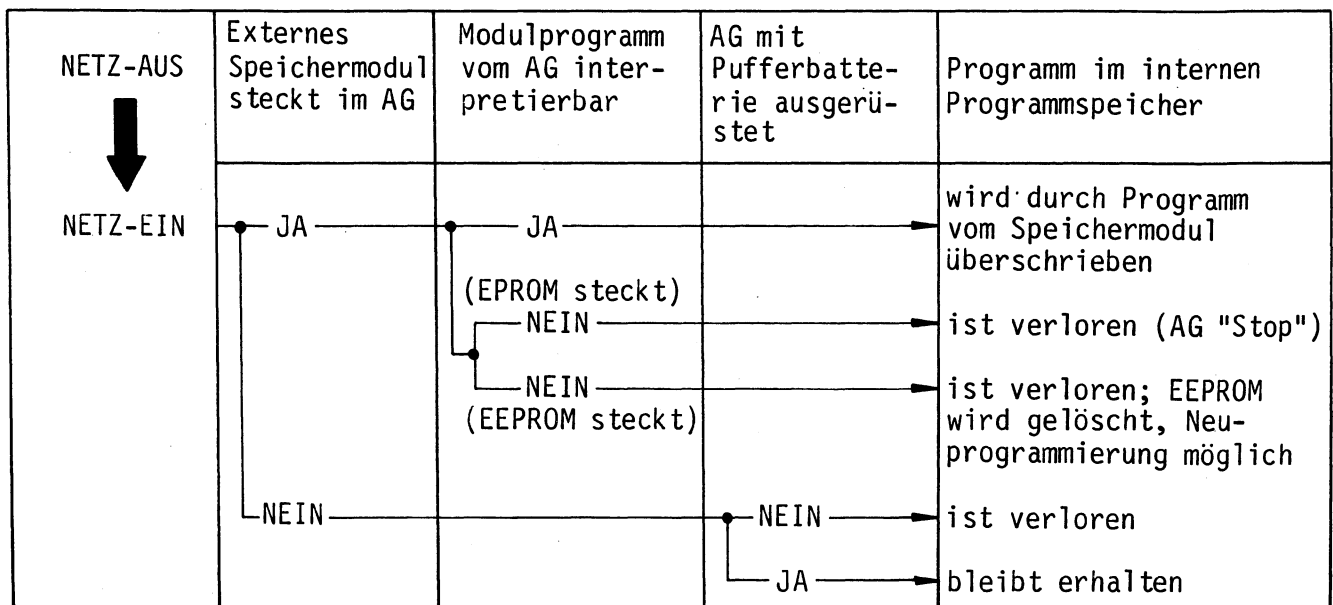 NETZ-AUS
Externes
Speichermodul
steckt im AG
Modulprogramm
vom AG inter-
pretierbar
AG mit
Pufferbatte-
rie ausgerü-
stet
Programm im internen
Programmspeicher
NETZ-EIN
JA
JA
wird durch Programm
vom Speichermodul
überschrieben
(EPROM steckt)
NEIN
ist verloren (AG "Stop")
NEIN
(EEPROM steckt)
ist verloren; EEPROM
wird gelöscht, Neu-
programmierung möglich
NEIN
NEIN
ist verloren
JA
bleibt erhalten